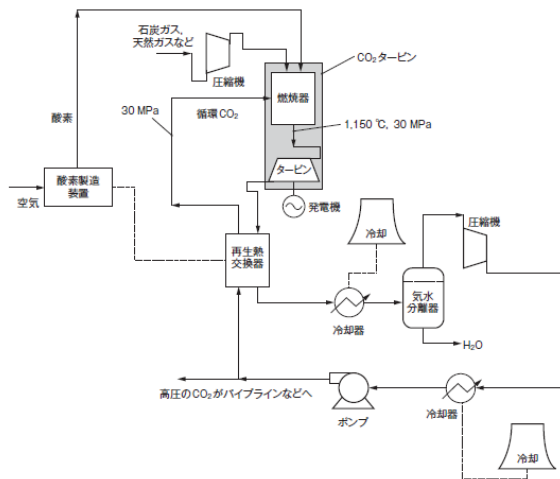 石炭ガス,
天然ガスなど
圧縮機
CO2タービン
燃焼器
30 MPa
循環CO2
1,150 ℃, 30 MPa
酸素
タービン
酸素製造
装置
空気
発電機
再生熱
交換器
冷却
圧縮機
気水
分離器
冷却器
H2O
高圧のCO2がパイプラインなどへ
ポンプ
冷却器
冷却